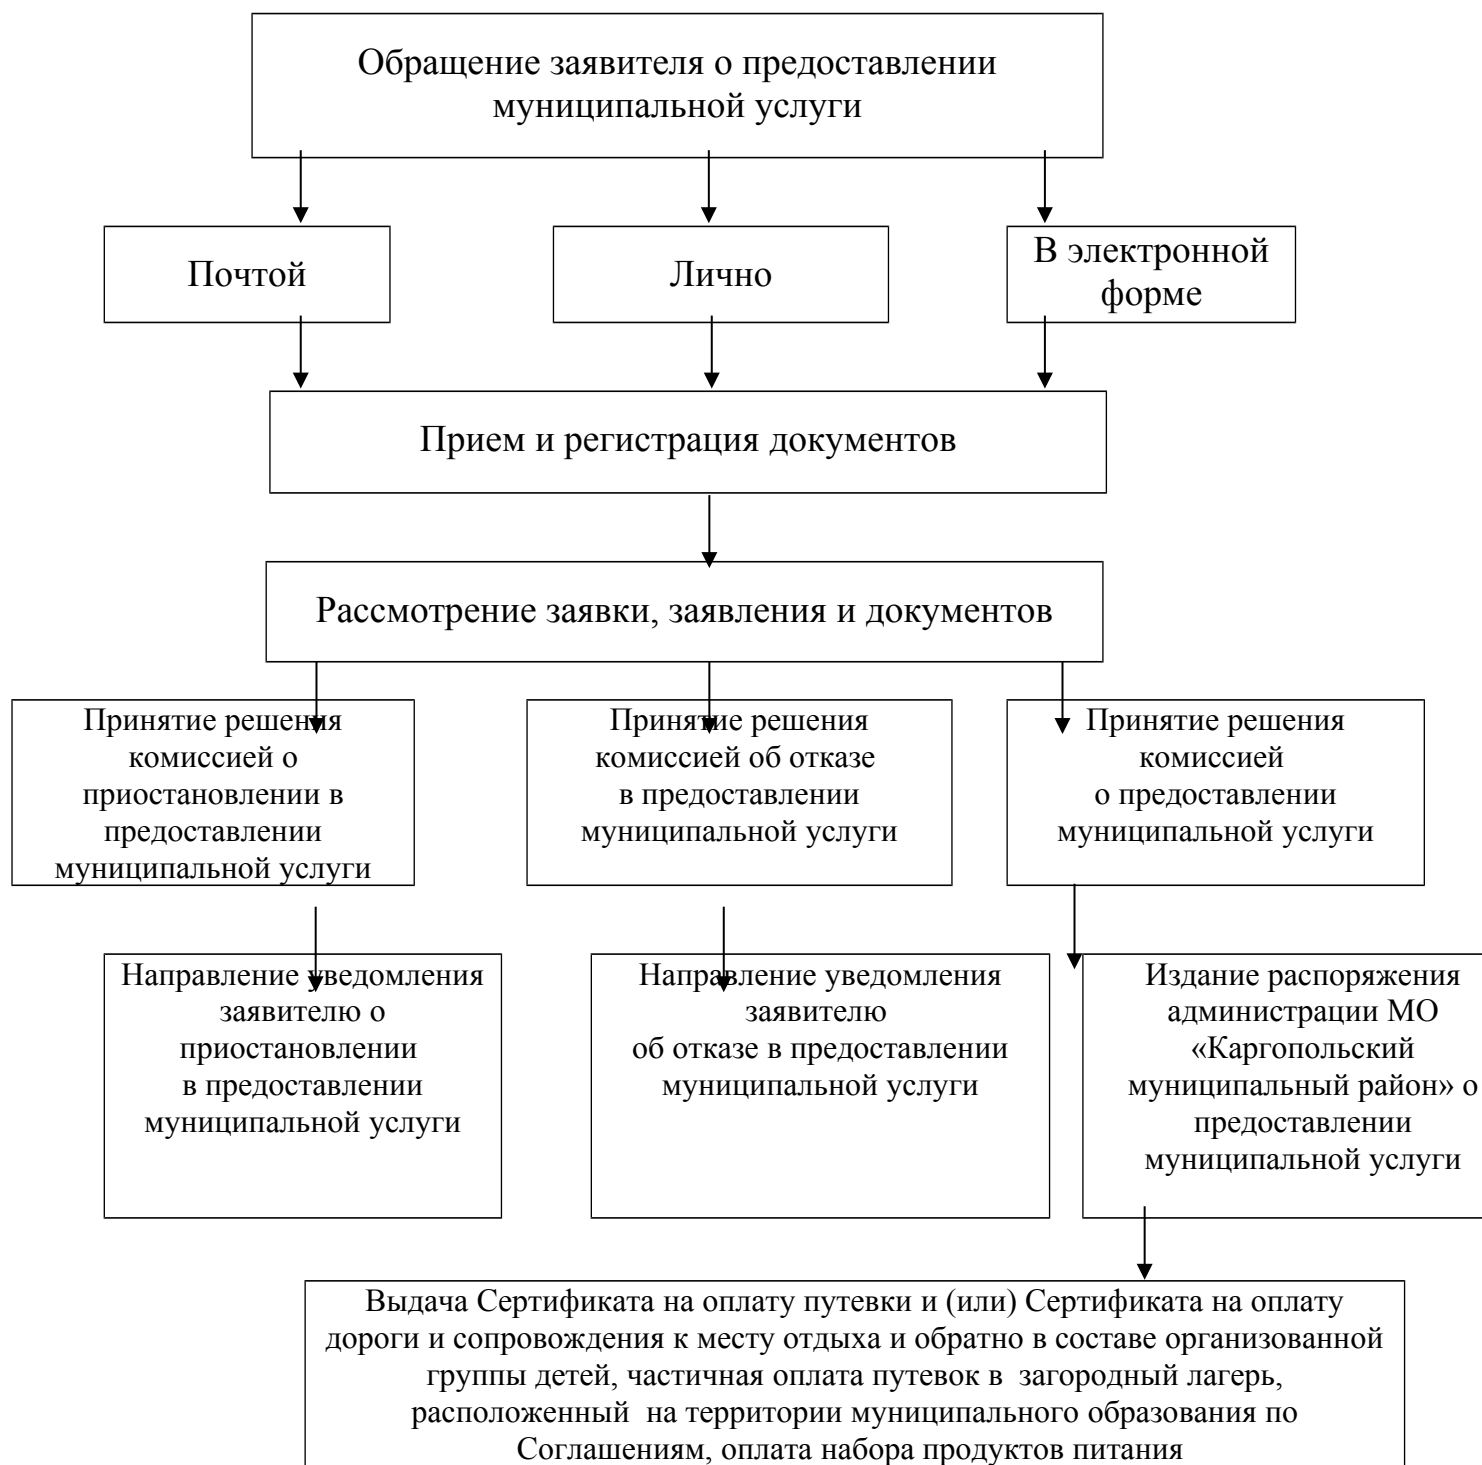 Обращение заявителя о предоставлении
муниципальной услуги
Почтой
Лично
В электронной
форме
Прием и регистрация документов
Рассмотрение заявки, заявления и документов
Принятие решения
комиссией о
приостановлении в
предоставлении
муниципальной услуги
Принятие решения
комиссией об отказе
в предоставлении
муниципальной услуги
Принятие решения
комиссией
о предоставлении
муниципальной услуги
Направление уведомления
заявителю о
приостановлении
в предоставлении
муниципальной услуги
Направление уведомления
заявителю
об отказе в предоставлении
муниципальной услуги
Издание распоряжения
администрации МО
«Каргопольский
муниципальный район» о
предоставлении
муниципальной услуги
Выдача Сертификата на оплату путевки и (или) Сертификата на оплату
дороги и сопровождения к месту отдыха и обратно в составе организованной
группы детей, частичная оплата путевок в загородный лагерь,
расположенный на территории муниципального образования по
Соглашениям, оплата набора продуктов питания